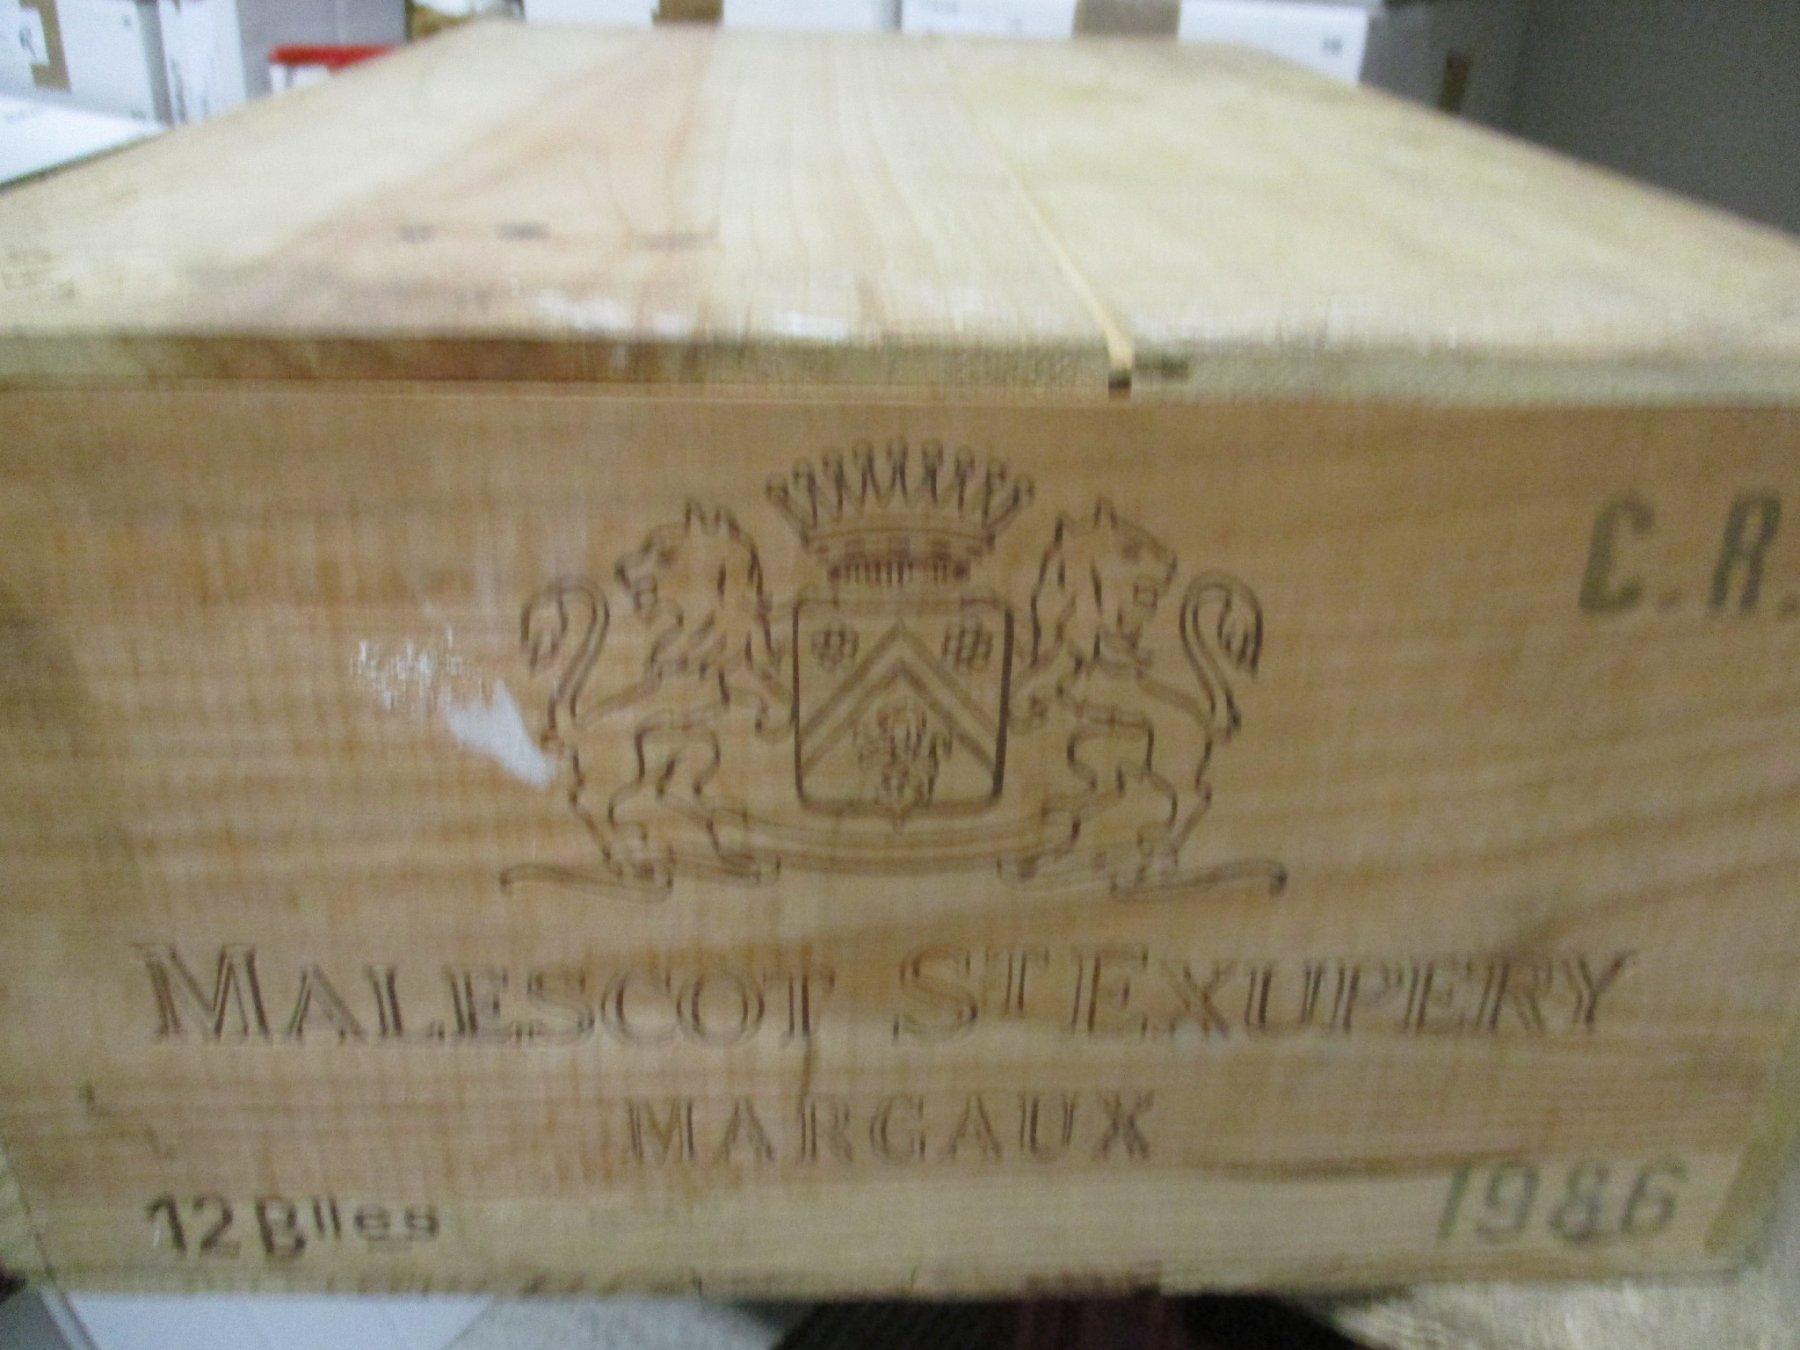 C.R.
MALESCOT ST EXUPERY
MARGAUX
12 Blles
1986